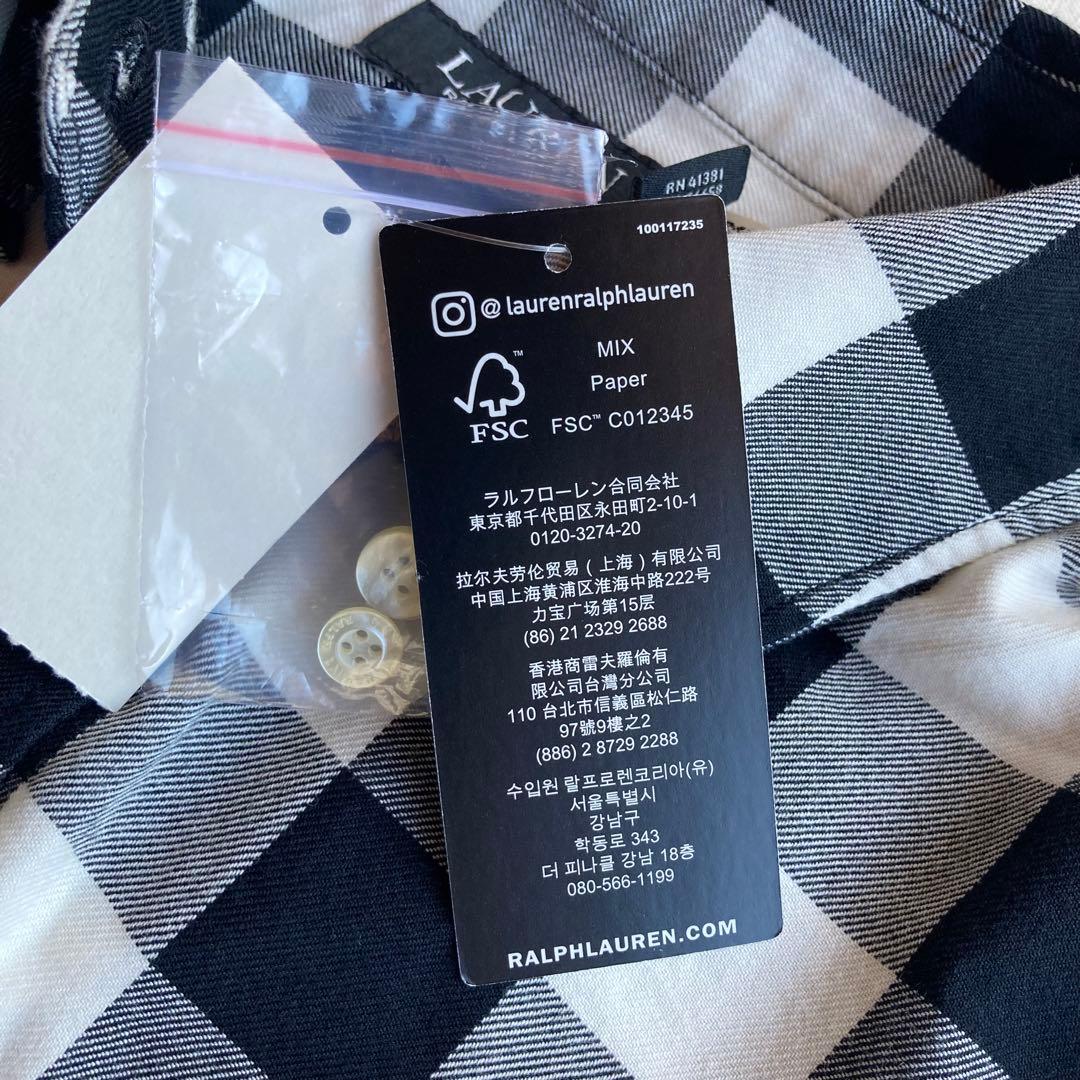 RN 41381
100117235
@laurenralphlauren
MIX
Paper
FSC™ C012345
FSC™
ラルフローレン合同会社
東京都千代田区永田町2-10-1
0120-3274-20
拉尔夫劳伦贸易（上海）有限公司
中国上海黄浦区淮海中路222号
力宝广场第15层
(86) 21 2329 2688
香港商雷夫羅倫有
限公司台灣分公司
110 台北市信義區松仁路
97號9樓之2
(886) 2 8729 2288
수입원 랄프로렌코리아(유)
서울특별시
강남구
학동로 343
더 피나클 강남 18층
080-566-1199
RALPHLAUREN.COM